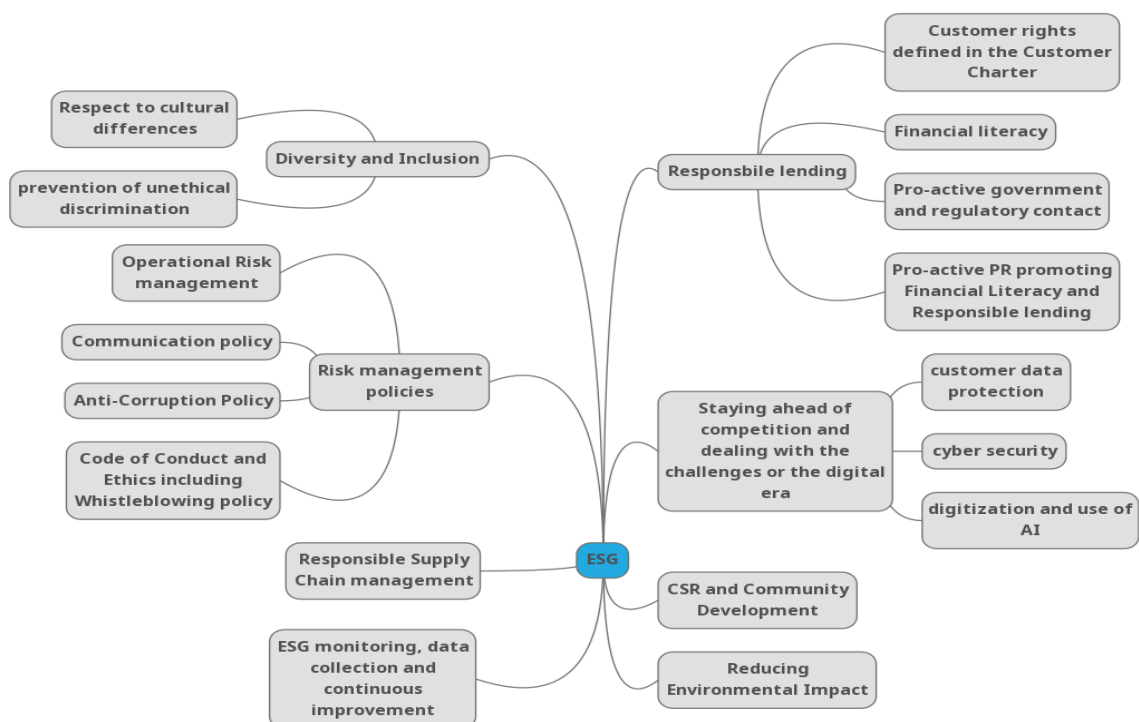 Customer rights
defined in the Customer
Charter
Respect to cultural
differences
Financial literacy
Diversity and Inclusion
Responsbile lending
prevention of unethical
discrimination
Pro-active government
and regulatory contact
Operational Risk
management
Pro-active PR promoting
Financial Literacy and
Responsible lending
Communication policy
Risk management
policies
customer data
protection
Anti-Corruption Policy
Staying ahead of
competition and
dealing with the
challenges or the digital
era
cyber security
Code of Conduct and
Ethics including
Whistleblowing policy
digitization and use of
AI
Responsible Supply
Chain management
ESG
CSR and Community
Development
ESG monitoring, data
collection and
continuous
improvement
Reducing
Environmental Impact